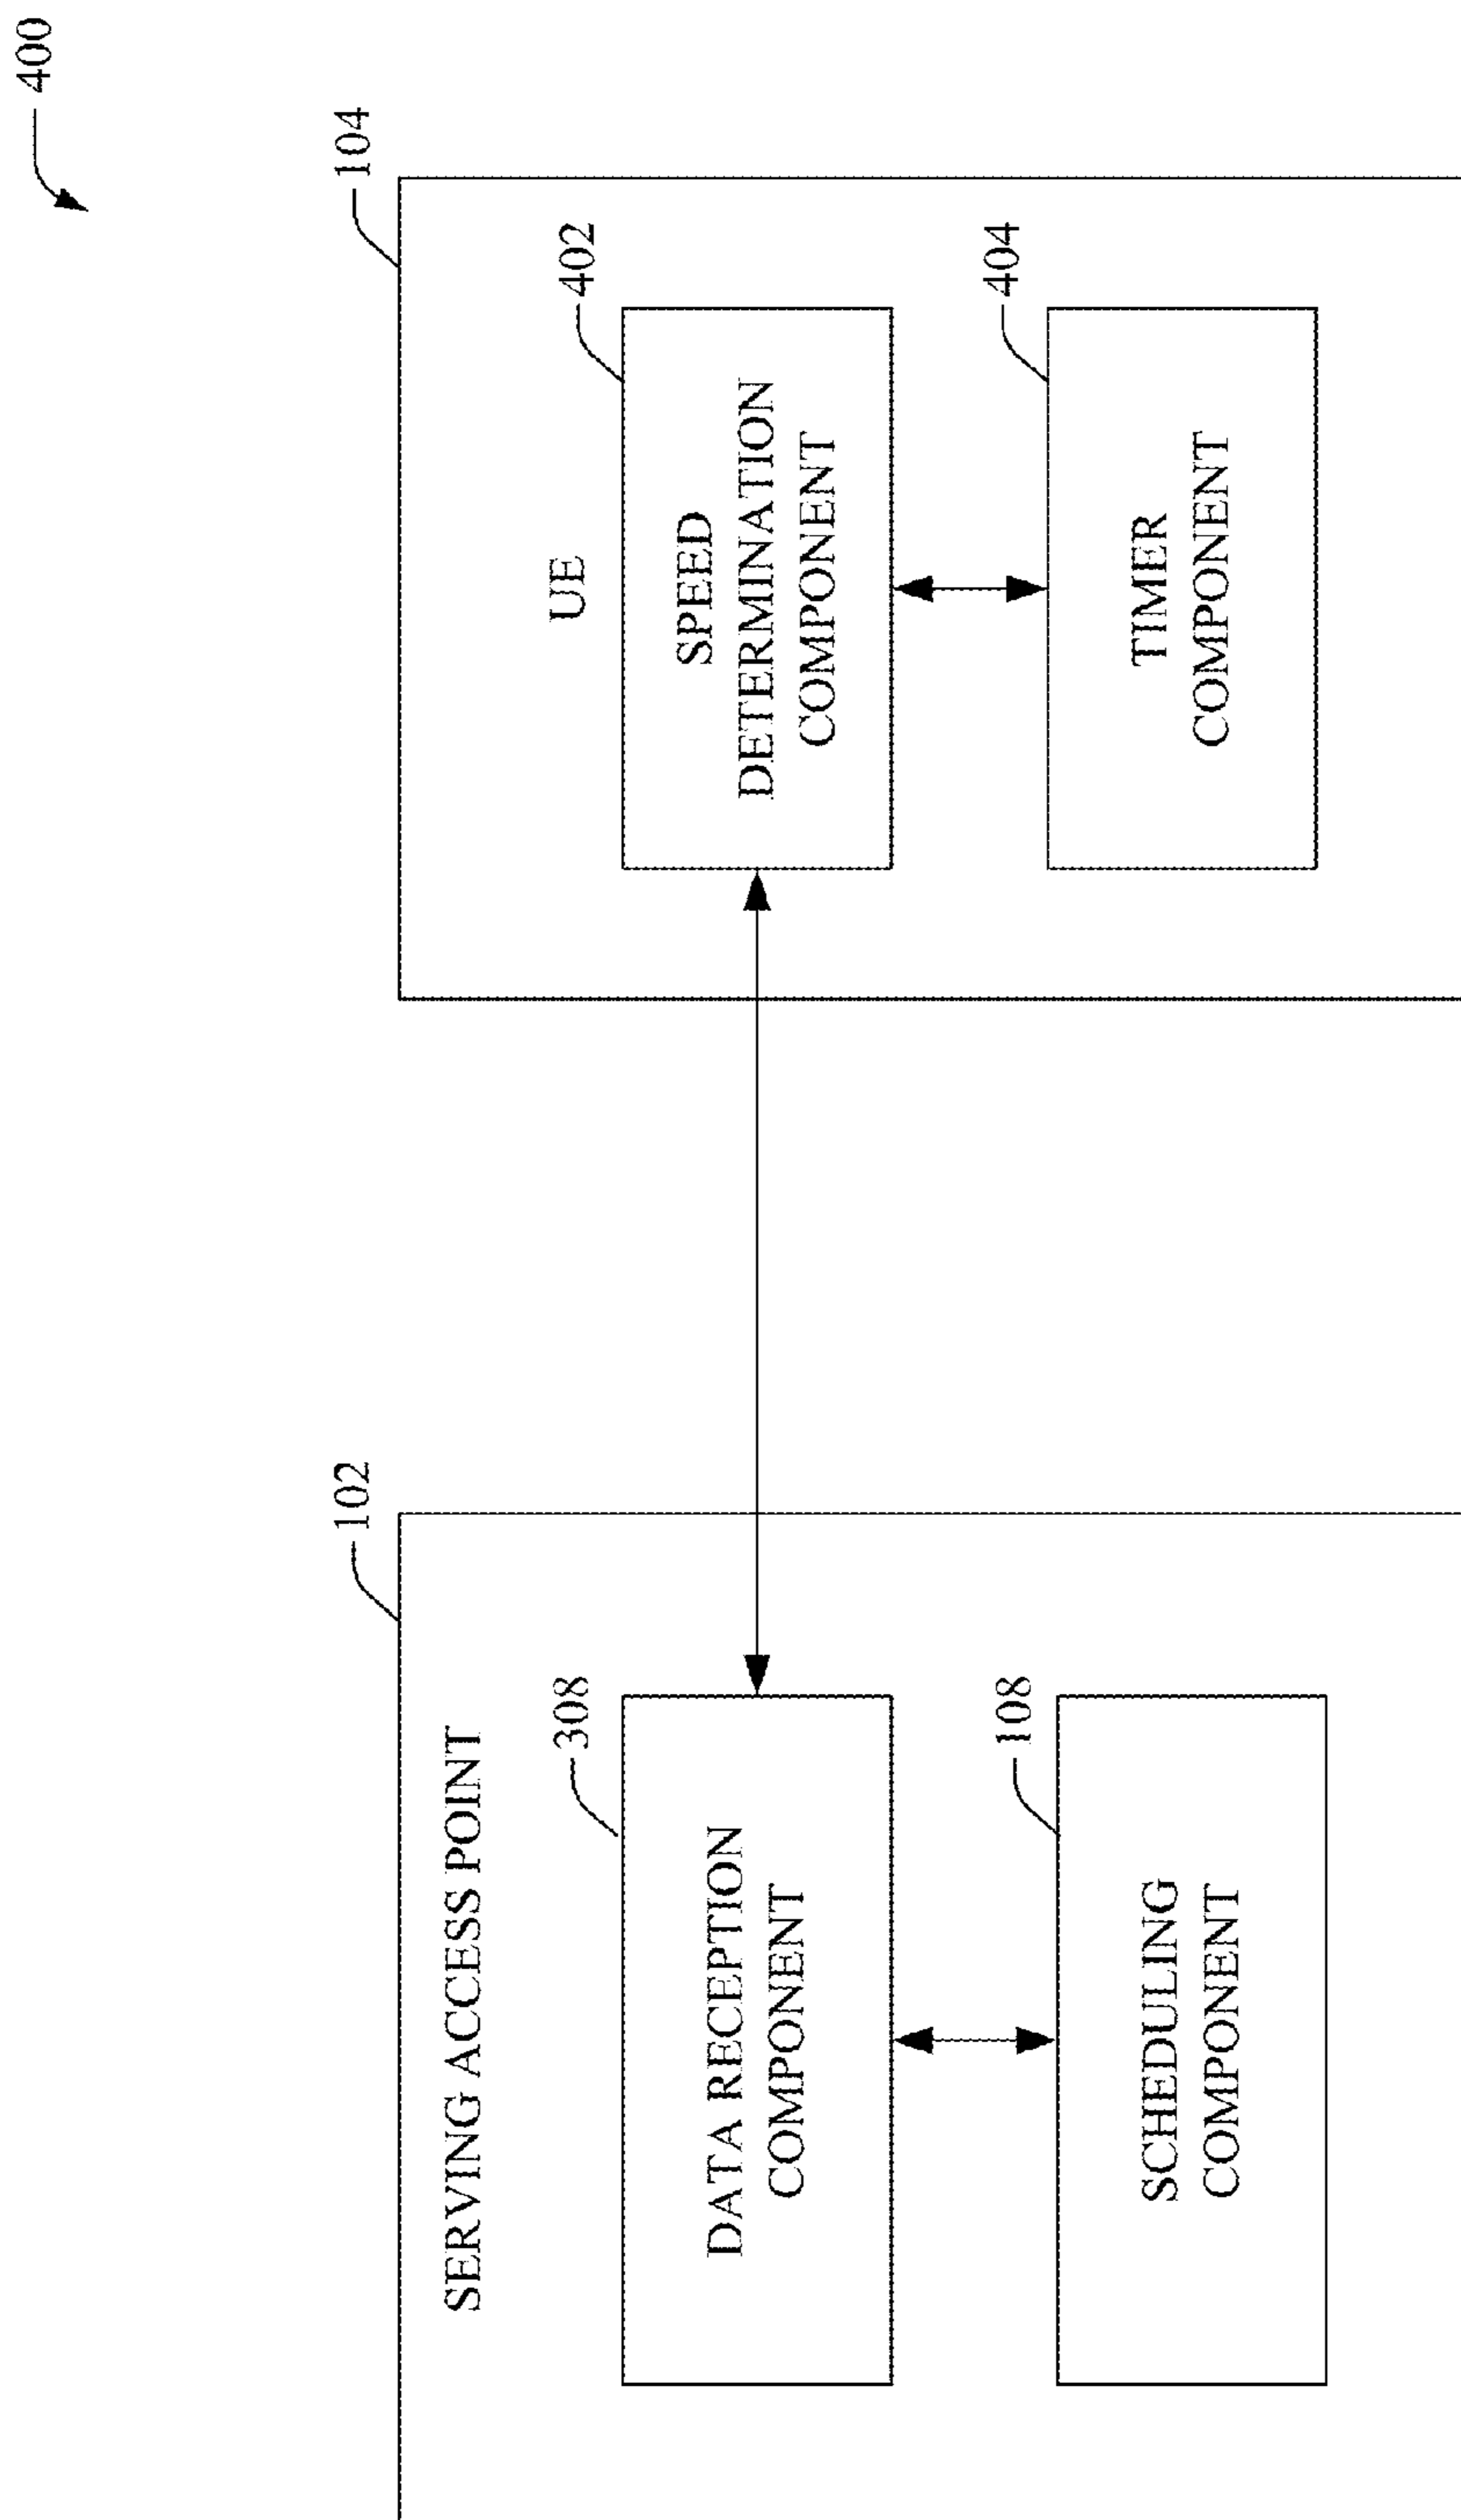 400
102
SERVING ACCESS POINT
308
DATA RECEPTION
COMPONENT
108
SCHEDULING
COMPONENT
104
UE
402
SPEED
DETERMINATION
COMPONENT
404
TIMER
COMPONENT